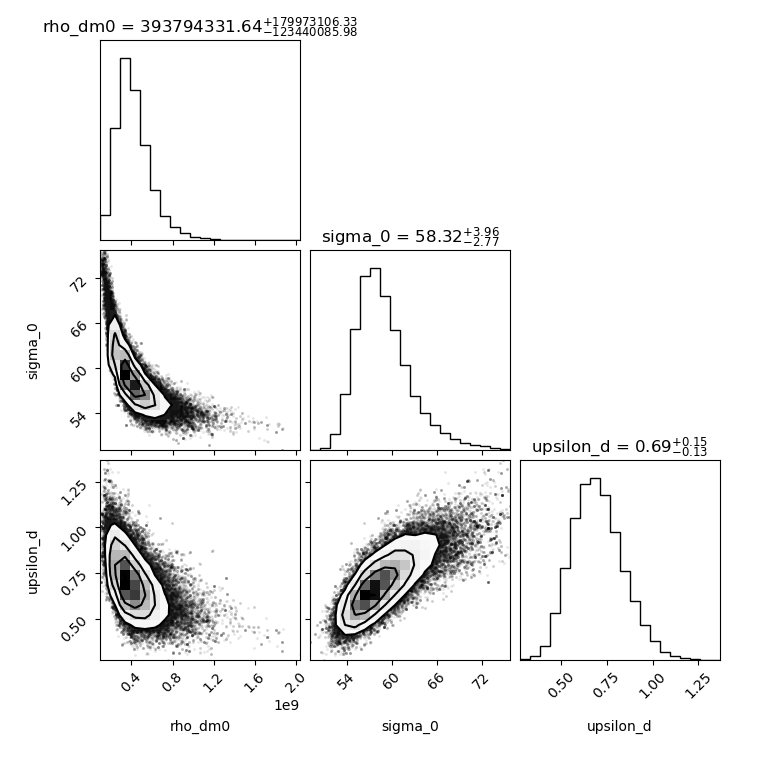 rho_dm0 = 393794331.64+179973106.33 −123440085.98
sigma_0 = 58.32+3.96 −2.77
72
66
60
54
sigma_0
upsilon_d = 0.69+0.15 −0.13
1.25
1.00
0.75
0.50
upsilon_d
0.4 0.8 1.2 1.6 2.0
1e9
rho_dm0
54 60 66 72
sigma_0
0.50 0.75 1.00 1.25
upsilon_d